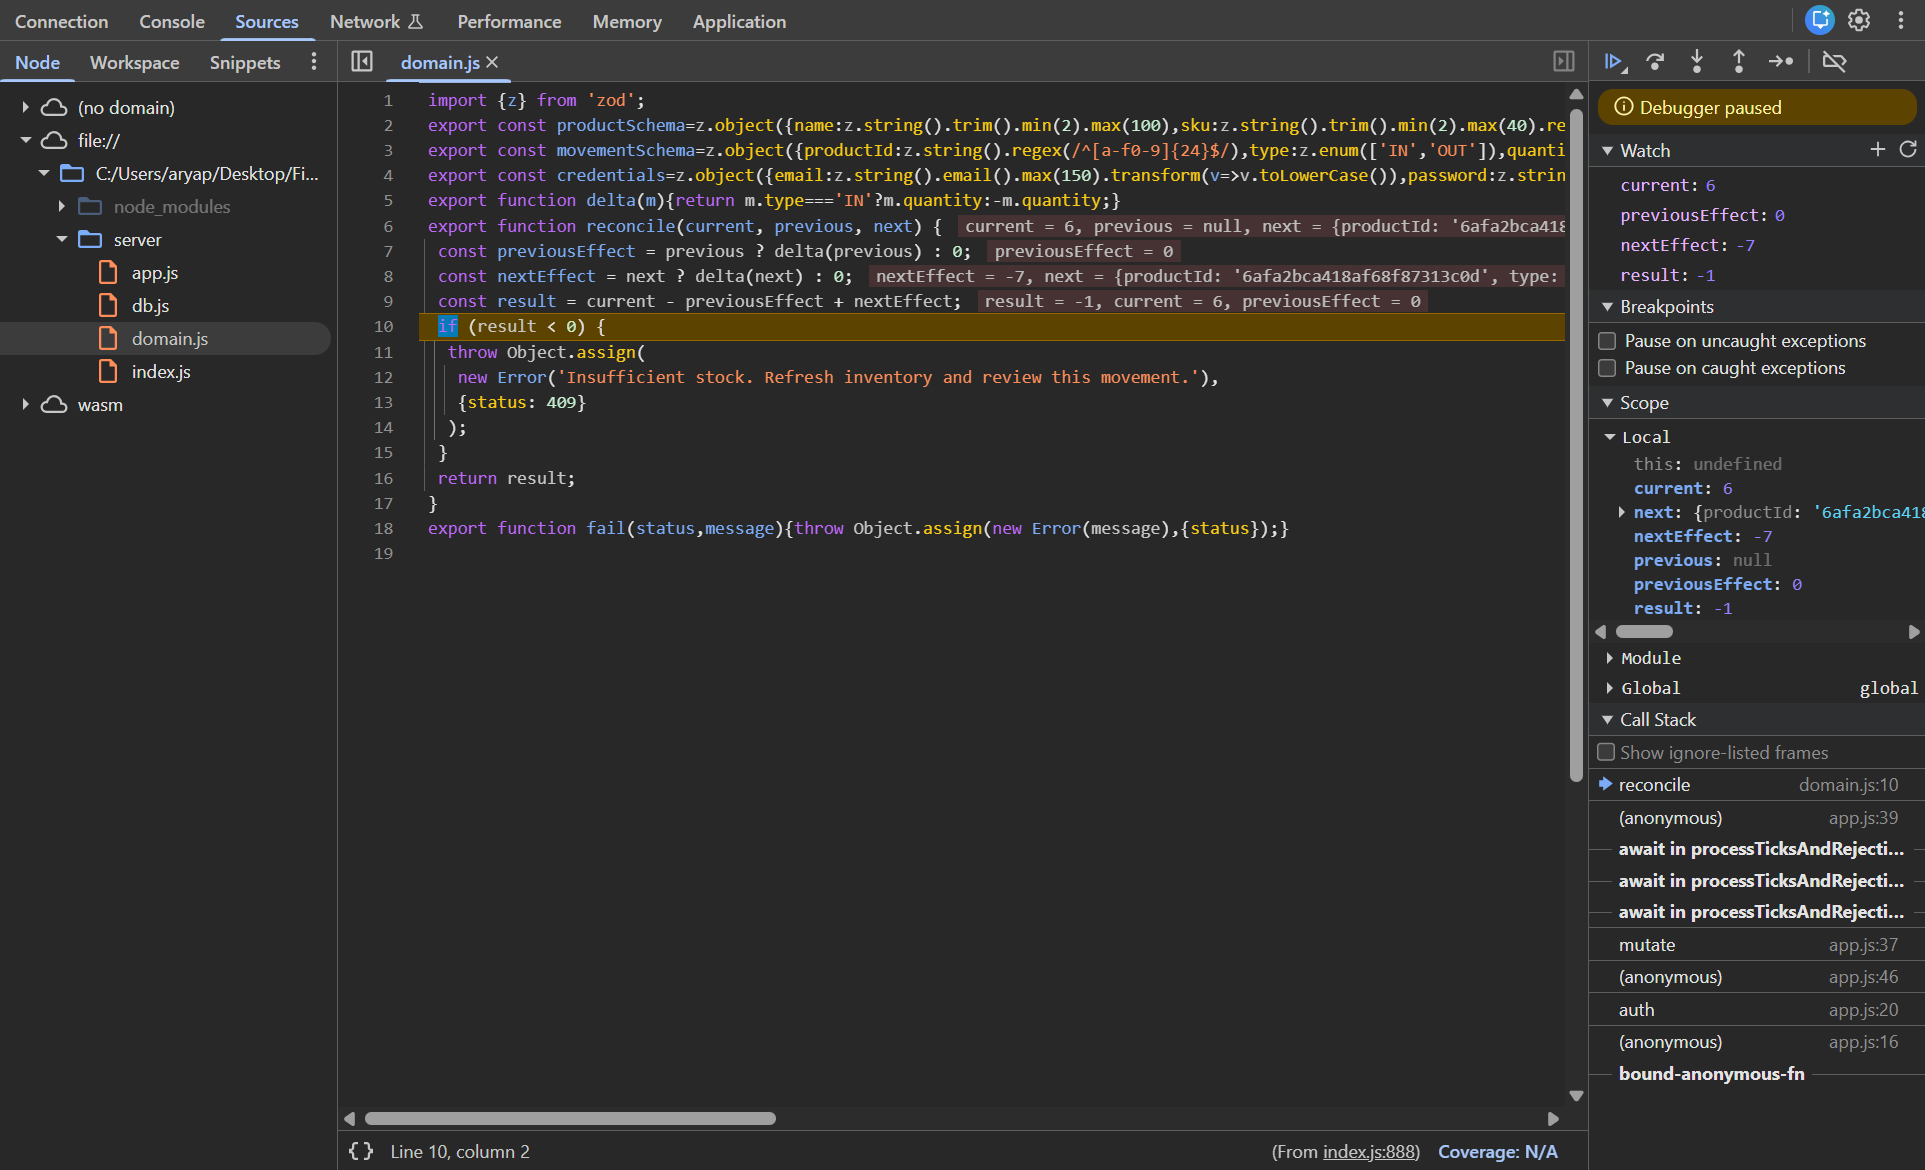 Connection Console Sources Network Performance Memory Application
Node Workspace Snippets
(no domain)
file://
C:/Users/aryap/Desktop/Fi...
node_modules
server
app.js
db.js
domain.js
index.js
wasm
domain.js
1 import {z} from 'zod';
2 export const productSchema=z.object({name:z.string().trim().min(2).max(100),sku:z.string().trim().min(2).max(40).re
3 export const movementSchema=z.object({productId:z.string().regex(/^[a-f0-9]{24}$/),type:z.enum(['IN','OUT']),quanti
4 export const credentials=z.object({email:z.string().email().max(150).transform(v=>v.toLowerCase()),password:z.strin
5 export function delta(m){return m.type==='IN'?m.quantity:-m.quantity;}
6 export function reconcile(current, previous, next) { current = 6, previous = null, next = {productId: '6afa2bca418
7 const previousEffect = previous ? delta(previous) : 0; previousEffect = 0
8 const nextEffect = next ? delta(next) : 0; nextEffect = -7, next = {productId: '6afa2bca418af68f87313c0d', type:
9 const result = current - previousEffect + nextEffect; result = -1, current = 6, previousEffect = 0
10 if (result < 0) {
11 throw Object.assign(
12 new Error('Insufficient stock. Refresh inventory and review this movement.'),
13 {status: 409}
14 );
15 }
16 return result;
17 }
18 export function fail(status,message){throw Object.assign(new Error(message),{status});}
19
{} Line 10, column 2 (From index.js:888) Coverage: N/A
Debugger paused
Watch
current: 6
previousEffect: 0
nextEffect: -7
result: -1
Breakpoints
Pause on uncaught exceptions
Pause on caught exceptions
Scope
Local
this: undefined
current: 6
next: {productId: '6afa2bca418
nextEffect: -7
previous: null
previousEffect: 0
result: -1
Module
Global global
Call Stack
Show ignore-listed frames
reconcile domain.js:10
(anonymous) app.js:39
await in processTicksAndRejecti...
await in processTicksAndRejecti...
await in processTicksAndRejecti...
mutate app.js:37
(anonymous) app.js:46
auth app.js:20
(anonymous) app.js:16
bound-anonymous-fn